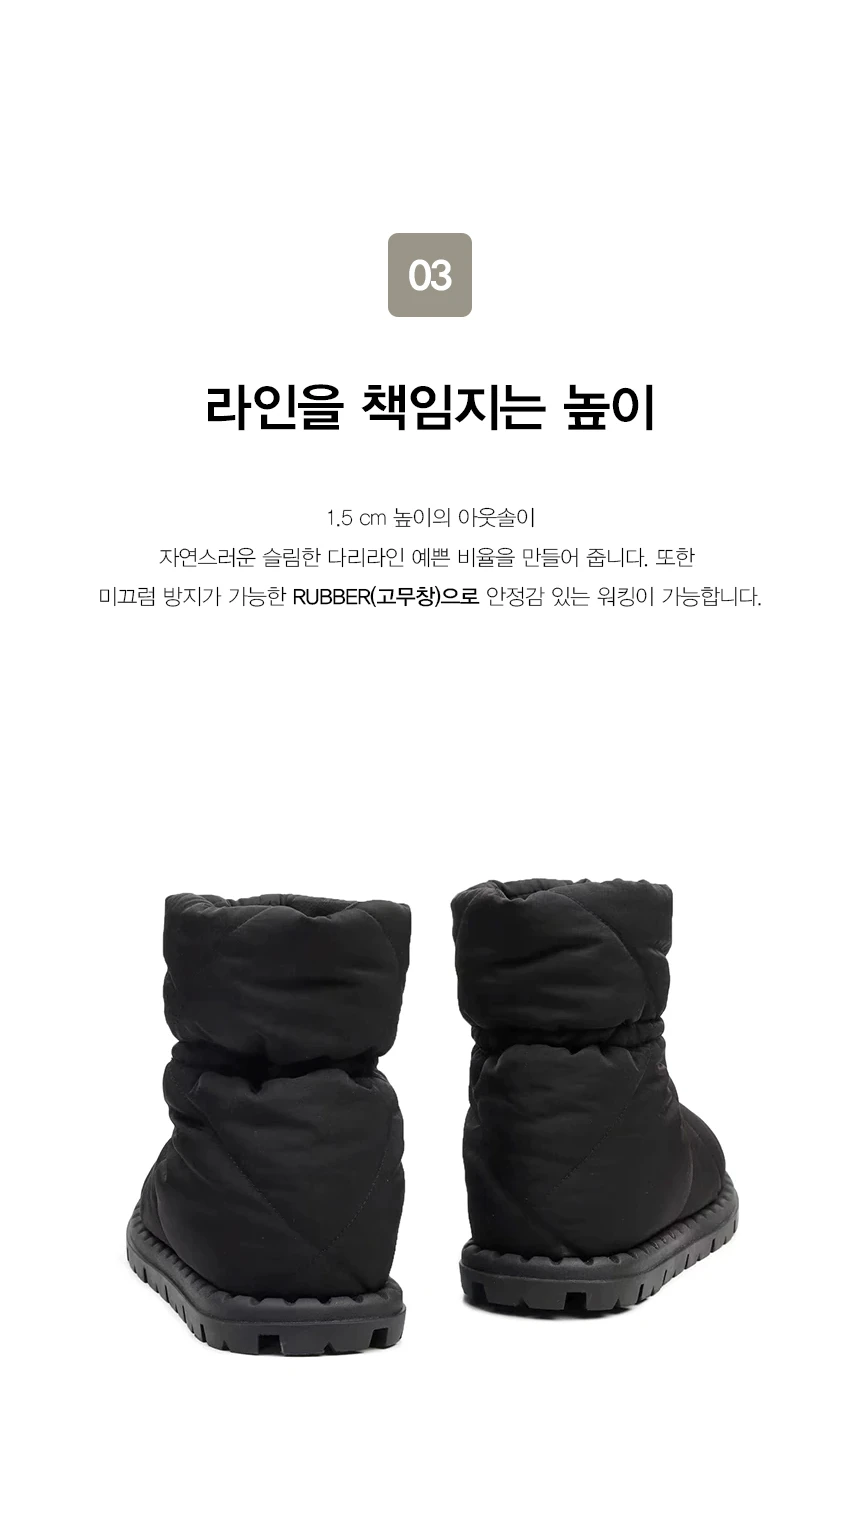 03
라인을 책임지는 높이
1.5 cm 높이의 아웃솔이
자연스러운 슬림한 다리라인 예쁜 비율을 만들어 줍니다. 또한
미끄럼 방지가 가능한 RUBBER(고무창)으로 안정감 있는 워킹이 가능합니다.